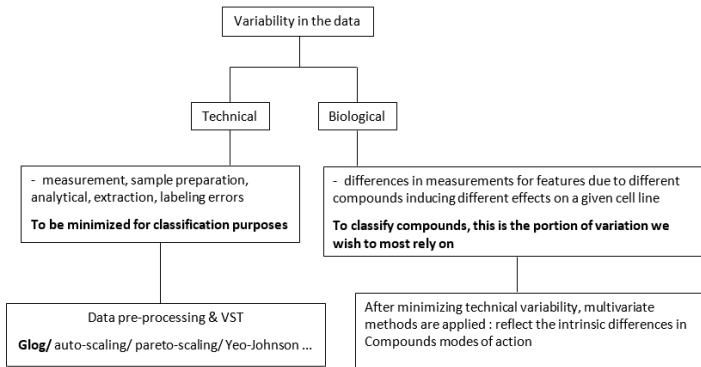 Variability in the data
Technical
Biological
- measurement, sample preparation,
analytical, extraction, labeling errors
To be minimized for classification purposes
- differences in measurements for features due to different
compounds inducing different effects on a given cell line
To classify compounds, this is the portion of variation we
wish to most rely on
Data pre-processing & VST
Glog/ auto-scaling/ pareto-scaling/ Yeo-Johnson ...
After minimizing technical variability, multivariate
methods are applied : reflect the intrinsic differences in
Compounds modes of action